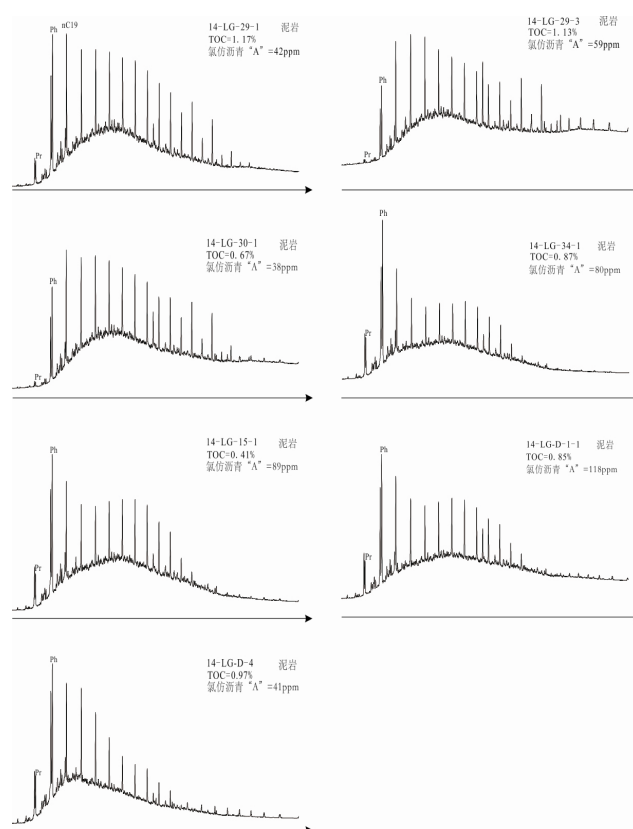 Ph
nC19
Pr
14-LG-29-1 泥岩
TOC=1.17%
氯仿沥青“A”=42ppm
Ph
Pr
14-LG-29-3 泥岩
TOC=1.13%
氯仿沥青“A”=59ppm
Ph
Pr
14-LG-30-1 泥岩
TOC=0.67%
氯仿沥青“A”=38ppm
Ph
Pr
14-LG-34-1 泥岩
TOC=0.87%
氯仿沥青“A”=80ppm
Ph
Pr
14-LG-15-1 泥岩
TOC=0.41%
氯仿沥青“A”=89ppm
Ph
Pr
14-LG-D-1-1 泥岩
TOC=0.85%
氯仿沥青“A”=118ppm
Ph
Pr
14-LG-D-4 泥岩
TOC=0.97%
氯仿沥青“A”=41ppm